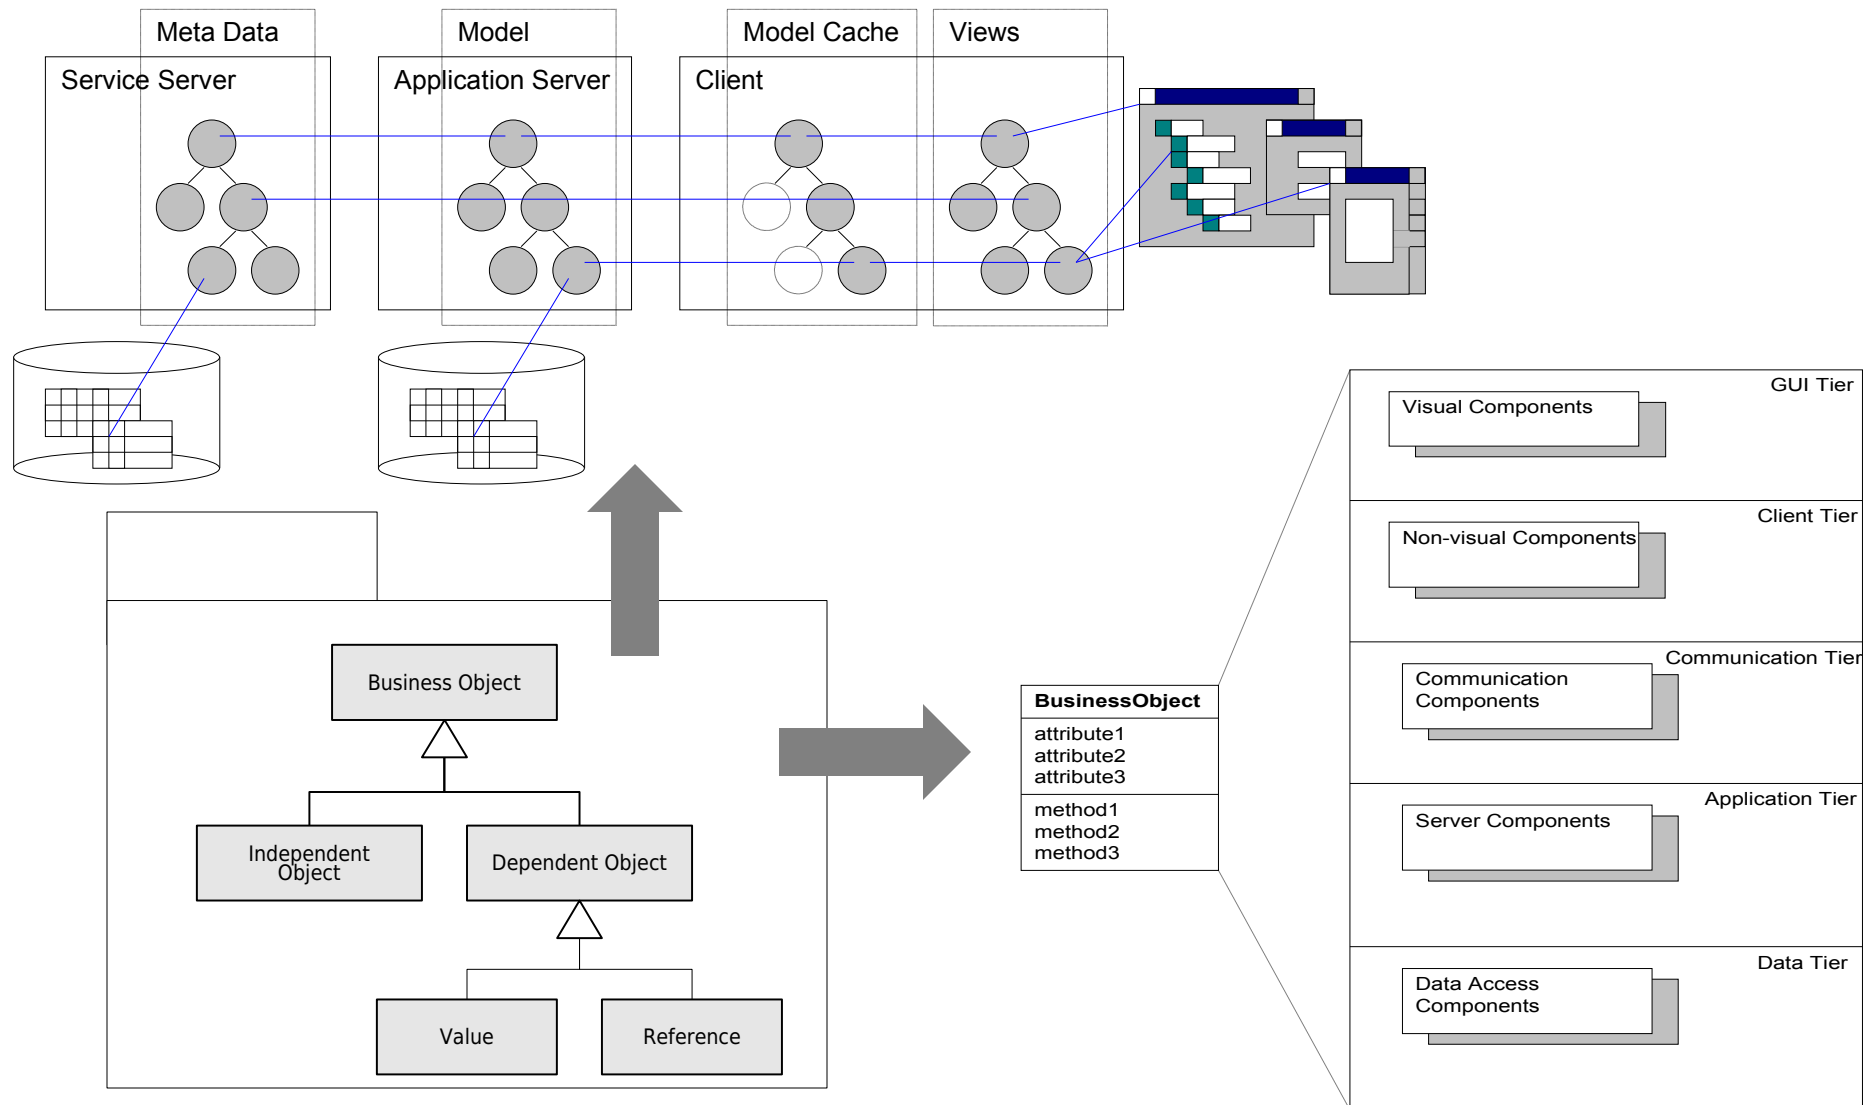 Meta Data
Model
Model Cache
Views
Service Server
Application Server
Client
GUI Tier
Visual Components
Client Tier
Non-visual Components
Communication Tier
Communication
Components
Application Tier
Server Components
Data Tier
Data Access
Components
Business Object
Independent
Object
Dependent Object
Value
Reference
BusinessObject
attribute1
attribute2
attribute3
method1
method2
method3